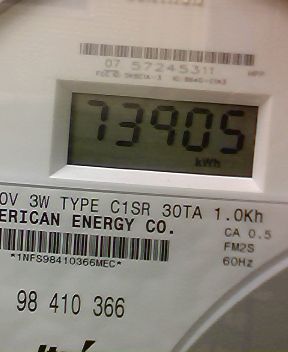 07 57245311
73905
kWh
0V 3W TYPE C1SR 30TA 1.0Kh
ERICAN ENERGY CO.
CA 0.5
FM2S
*1NFS98410366MEC*
60Hz
98 410 366